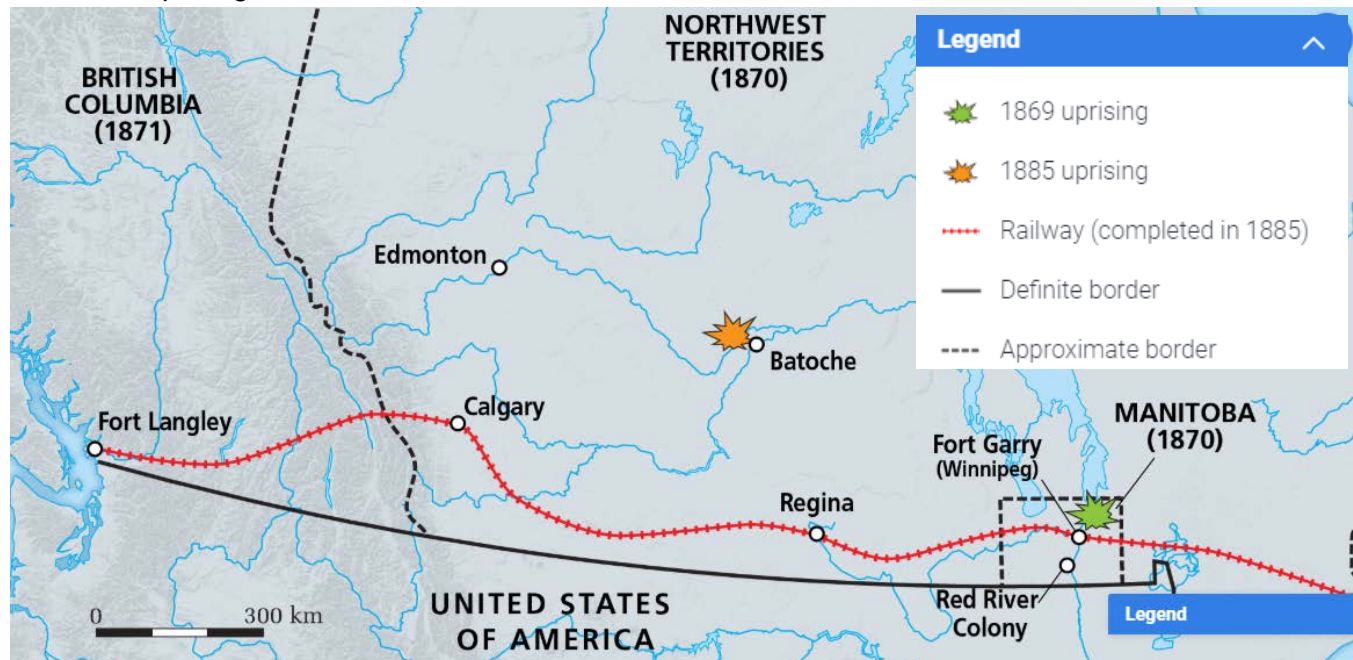 NORTHWEST
TERRITORIES
(1870)
BRITISH
COLUMBIA
(1871)
Legend
1869 uprising
1885 uprising
Railway (completed in 1885)
Definite border
Approximate border
Edmonton
Batoche
Fort Langley
Calgary
MANITOBA
(1870)
Fort Garry
(Winnipeg)
Regina
Red River
Colony
UNITED STATES
OF AMERICA
0 300 km
Legend